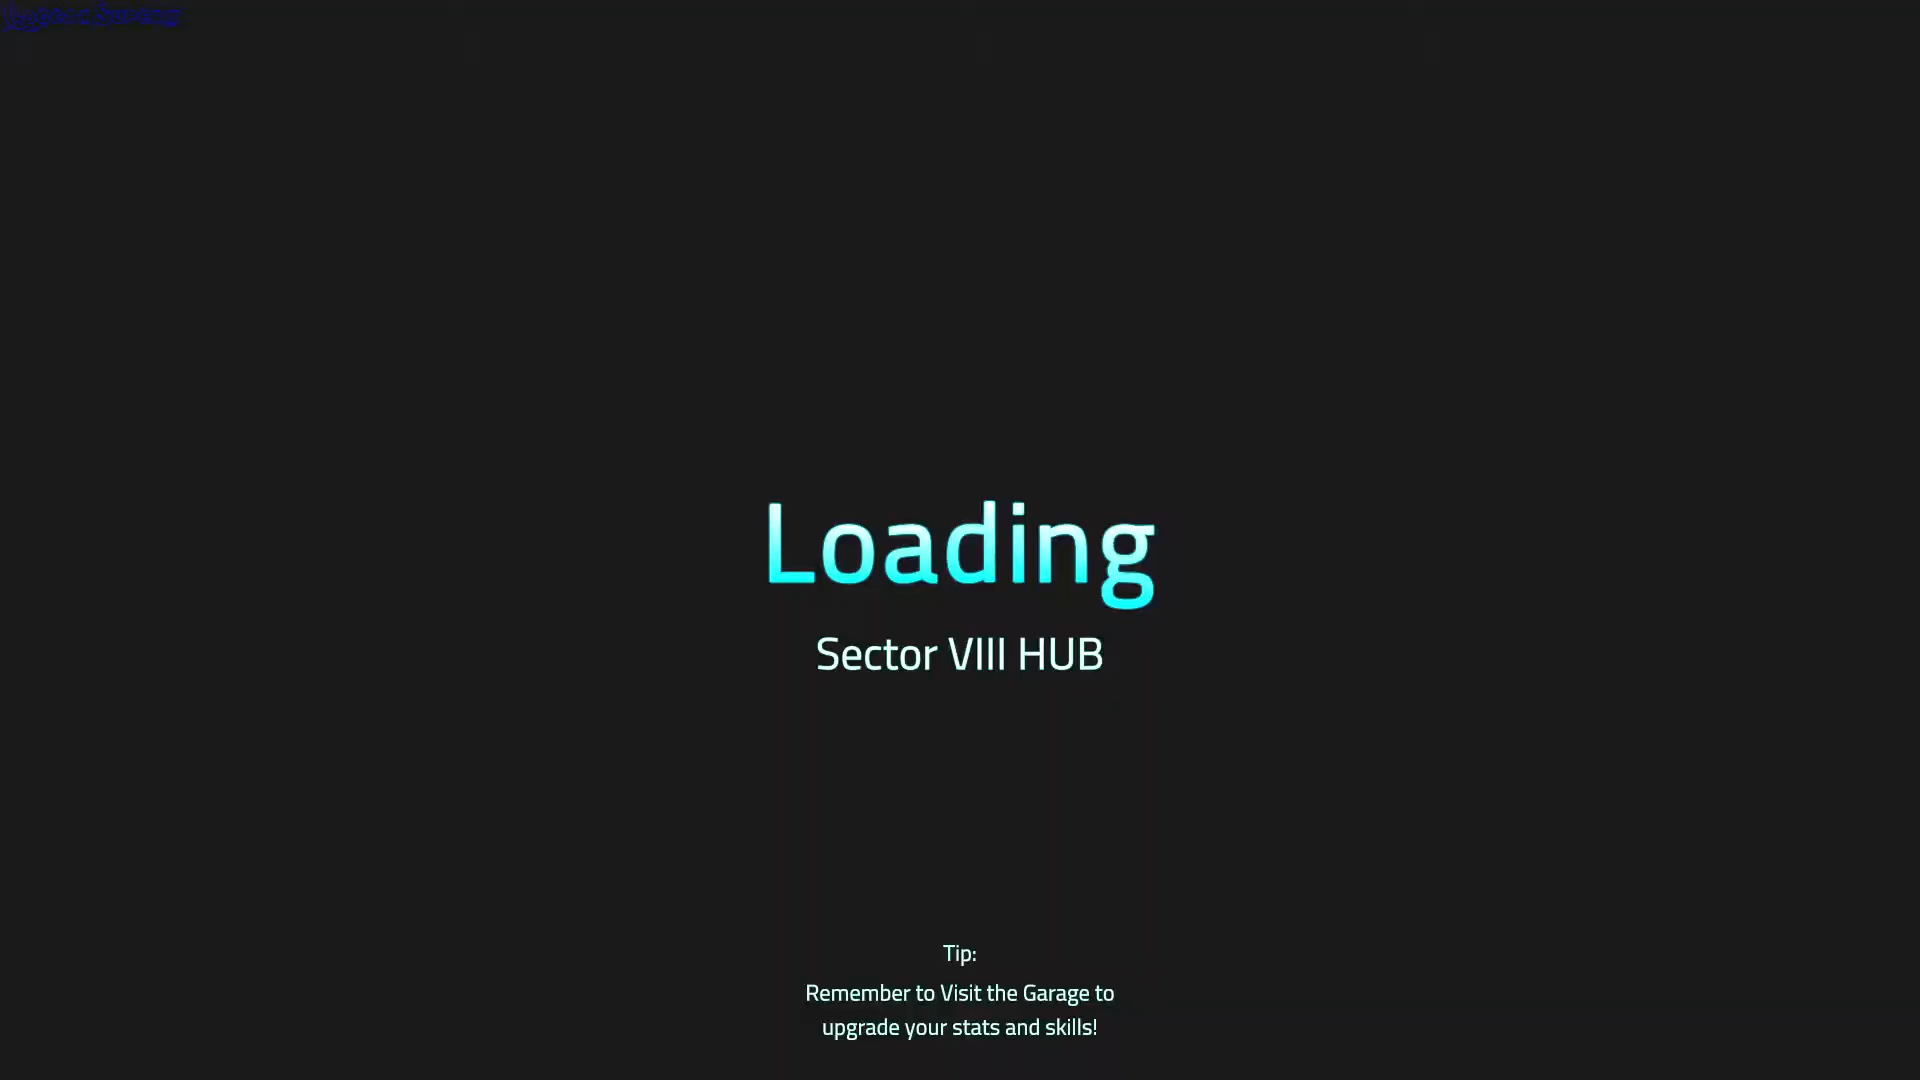 Loading
Sector VIII HUB
Tip:
Remember to Visit the Garage to
upgrade your stats and skills!